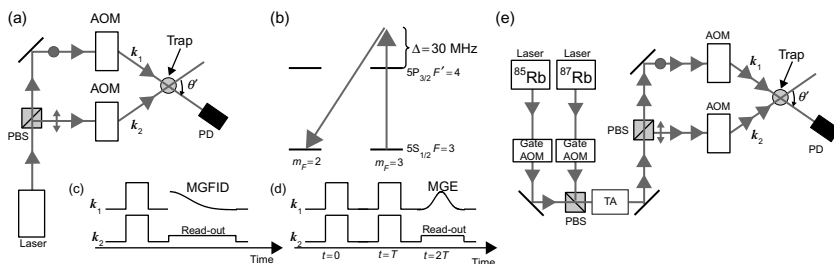 (a)
AOM
k1
Trap
θ'
AOM
k2
PBS
PD
Laser
(b)
Δ = 30 MHz
5P3/2 F' = 4
5S1/2 F = 3
mF = 2
mF = 3
(c)
MGFID
k1
k2
Read-out
Time
(d)
MGE
k1
k2
Read-out
t = 0
t = T
t = 2T
Time
(e)
Laser
Laser
85Rb
87Rb
Gate
AOM
Gate
AOM
PBS
TA
PBS
AOM
k1
Trap
θ'
AOM
k2
PD